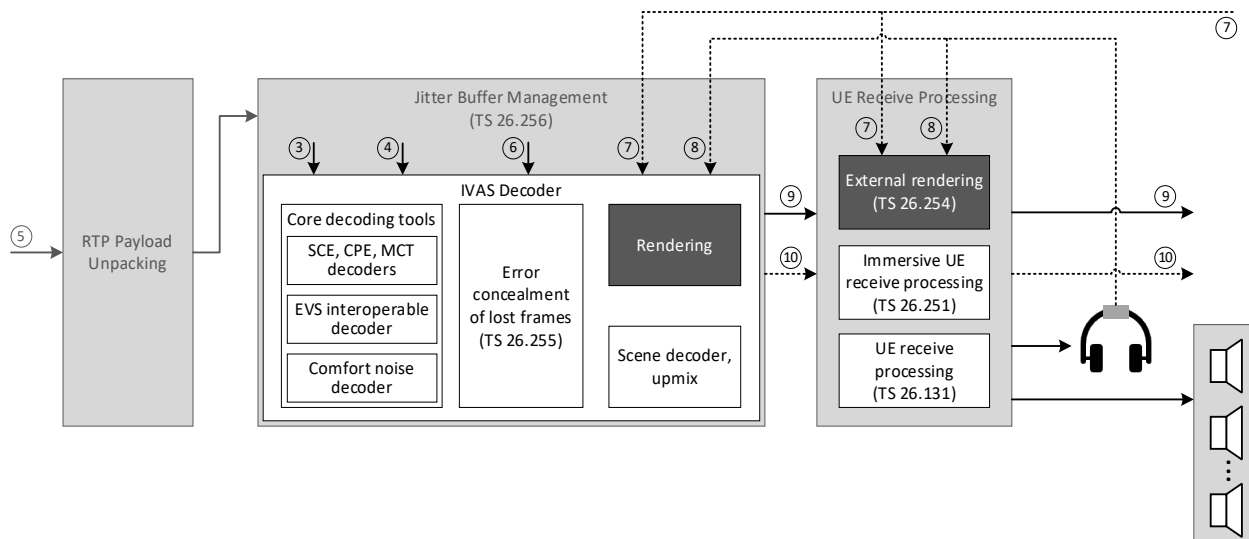 7
Jitter Buffer Management
(TS 26.256)
UE Receive Processing
3
4
6
7
8
7
8
IVAS Decoder
External rendering
(TS 26.254)
9
9
Core decoding tools
5
RTP Payload
Unpacking
SCE, CPE, MCT
decoders
Rendering
Error
concealment
of lost frames
(TS 26.255)
10
Immersive UE
receive processing
(TS 26.251)
10
EVS interoperable
decoder
Scene decoder,
upmix
UE receive
processing
(TS 26.131)
Comfort noise
decoder